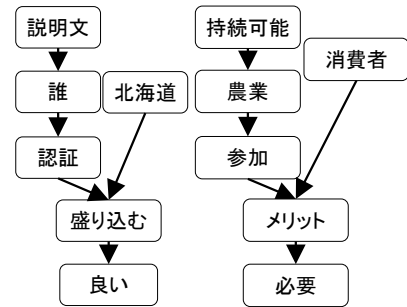 説明文
誰
北海道
認証
盛り込む
良い
持続可能
消費者
農業
参加
メリット
必要